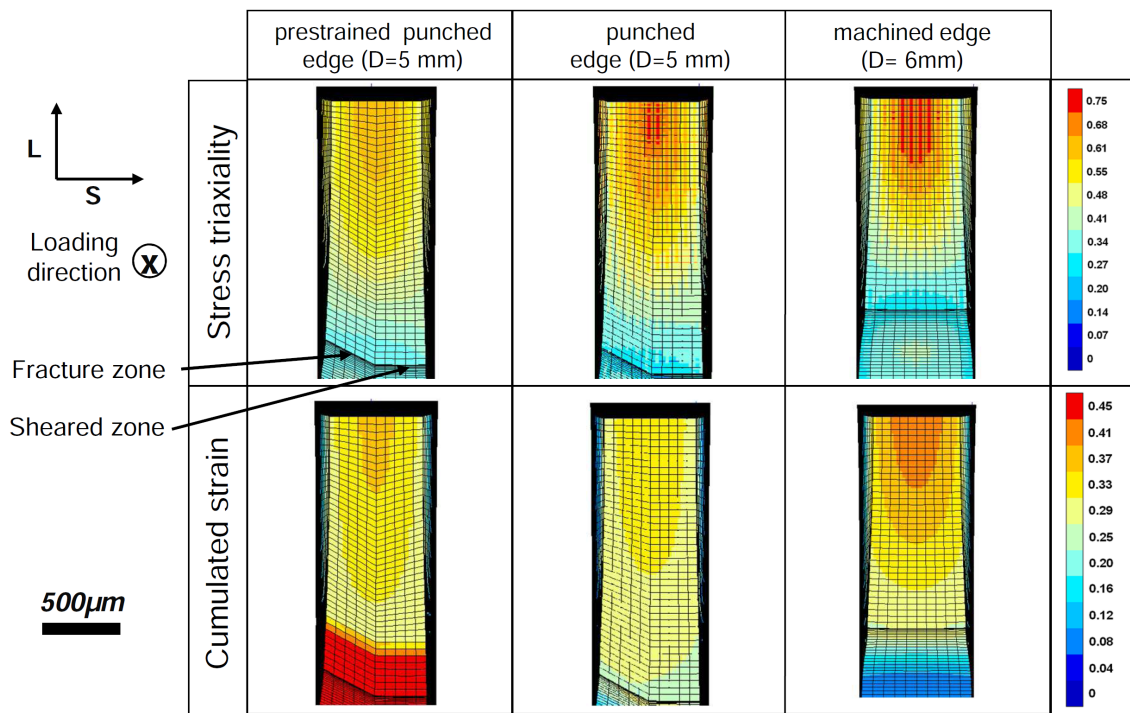 prestrained punched
edge (D=5 mm)
punched
edge (D=5 mm)
machined edge
(D= 6mm)
L
S
Loading
direction
X
Stress triaxiality
0.75
0.68
0.61
0.55
0.48
0.41
0.34
0.27
0.20
0.14
0.07
0
Fracture zone
Sheared zone
Cumulated strain
0.45
0.41
0.37
0.33
0.29
0.25
0.20
0.16
0.12
0.08
0.04
0
500µm